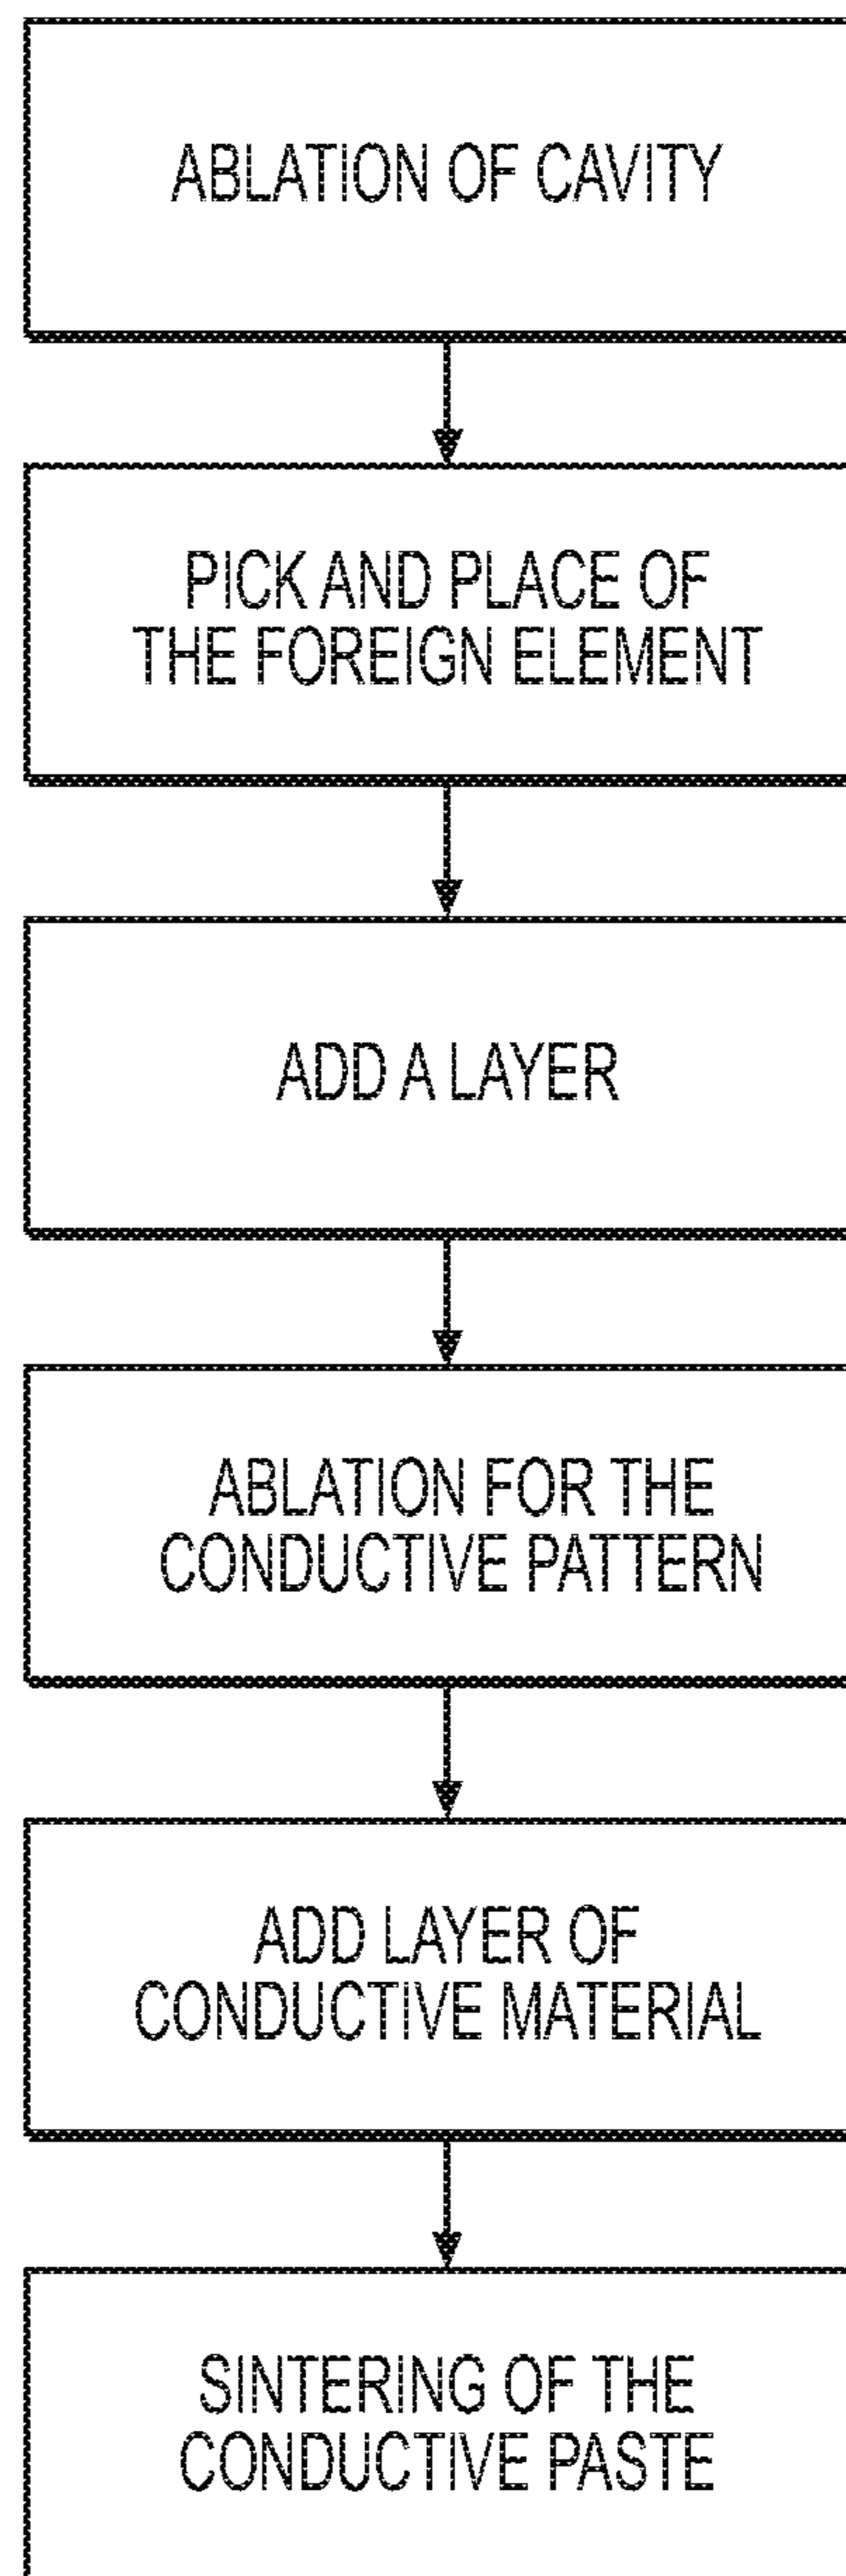 ABLATION OF CAVITY
PICK AND PLACE OF
THE FOREIGN ELEMENT
ADD A LAYER
ABLATION FOR THE
CONDUCTIVE PATTERN
ADD LAYER OF
CONDUCTIVE MATERIAL
SINTERING OF THE
CONDUCTIVE PASTE